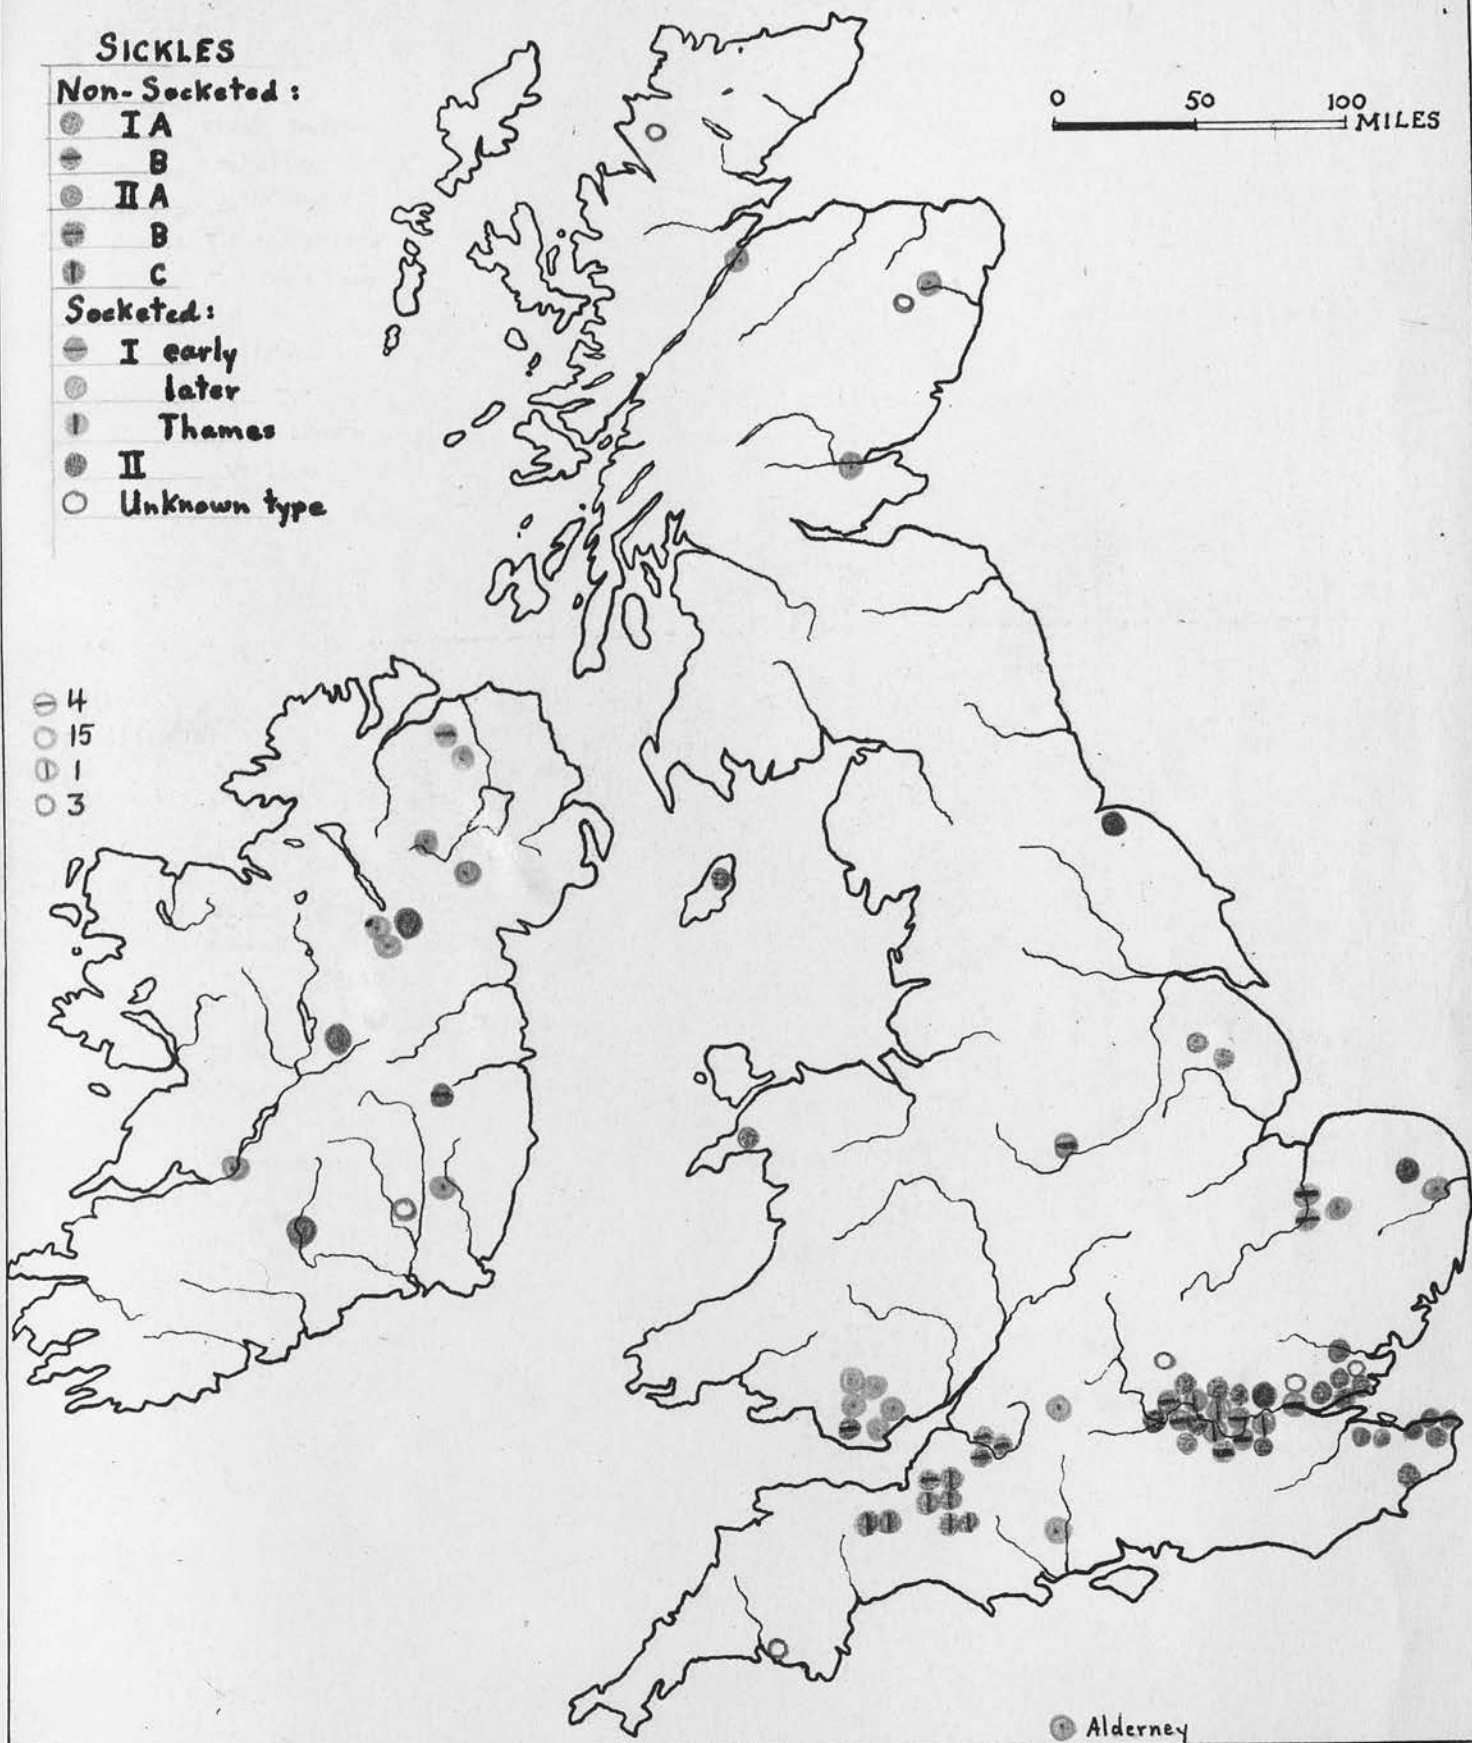 SICKLES
Non-Socketed:
I A
B
II A
B
C
Socketed:
I early
later
Thames
II
Unknown type
0 50 100
MILES
4
15
1
3
Alderney